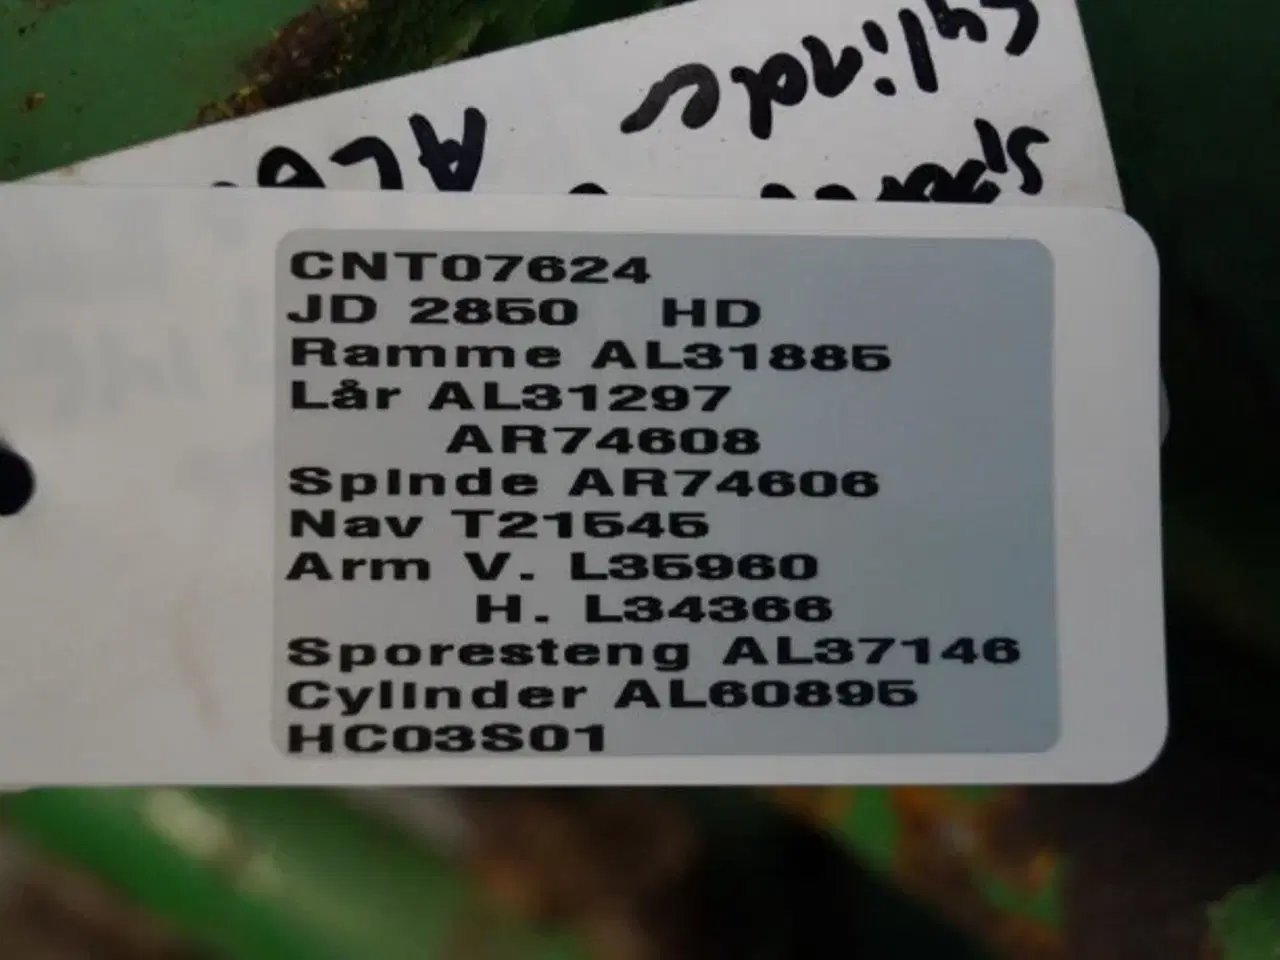 CNT07624
JD 2850 HD
Ramme AL31885
Lår AL31297
AR74608
Spinde AR74606
Nav T21545
Arm V. L35960
H. L34366
Sporesteng AL37146
Cylinder AL60895
HC03S01